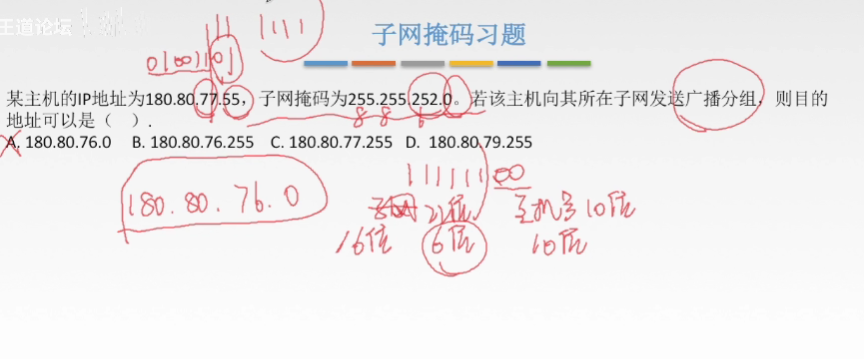 王道论坛
1111
子网掩码习题
01001101
某主机的IP地址为180.80.77.55，子网掩码为255.255.252.0。若该主机向其所在子网发送广播分组，则目的
8 8 6
地址可以是（ ）.
A. 180.80.76.0 B. 180.80.76.255 C. 180.80.77.255 D. 180.80.79.255
11111100
180.80.76.0
22位 主机号10位
16位 6位 10位